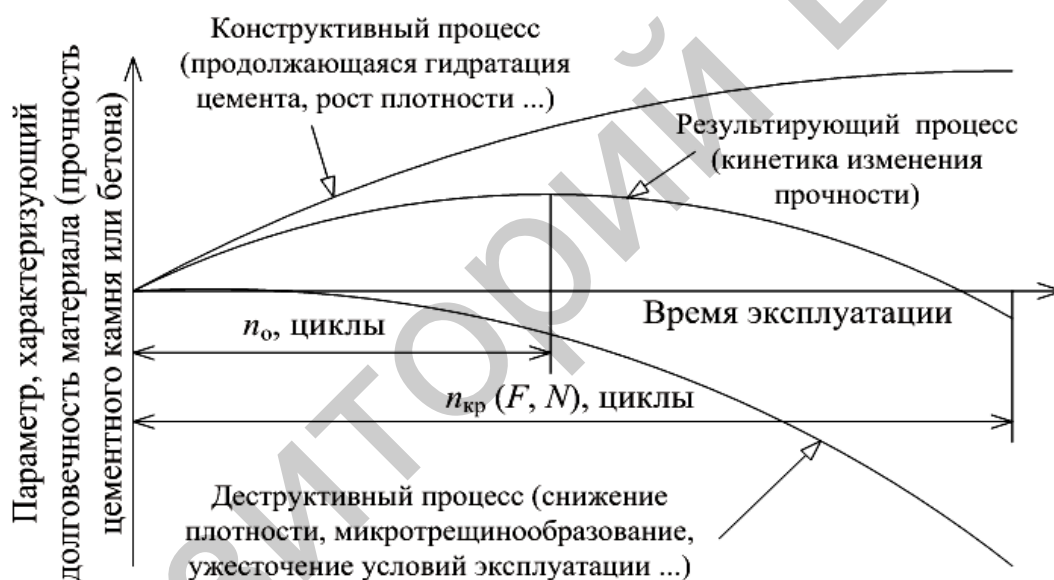 Конструктивный процесс
(продолжающаяся гидратация
цемента, рост плотности ...)
Результирующий процесс
(кинетика изменения
прочности)
Параметр, характеризующий
долговечность материала (прочность
цементного камня или бетона)
Время эксплуатации
nо, циклы
nкр (F, N), циклы
Деструктивный процесс (снижение
плотности, микротрещинообразование,
ужесточение условий эксплуатации ...)